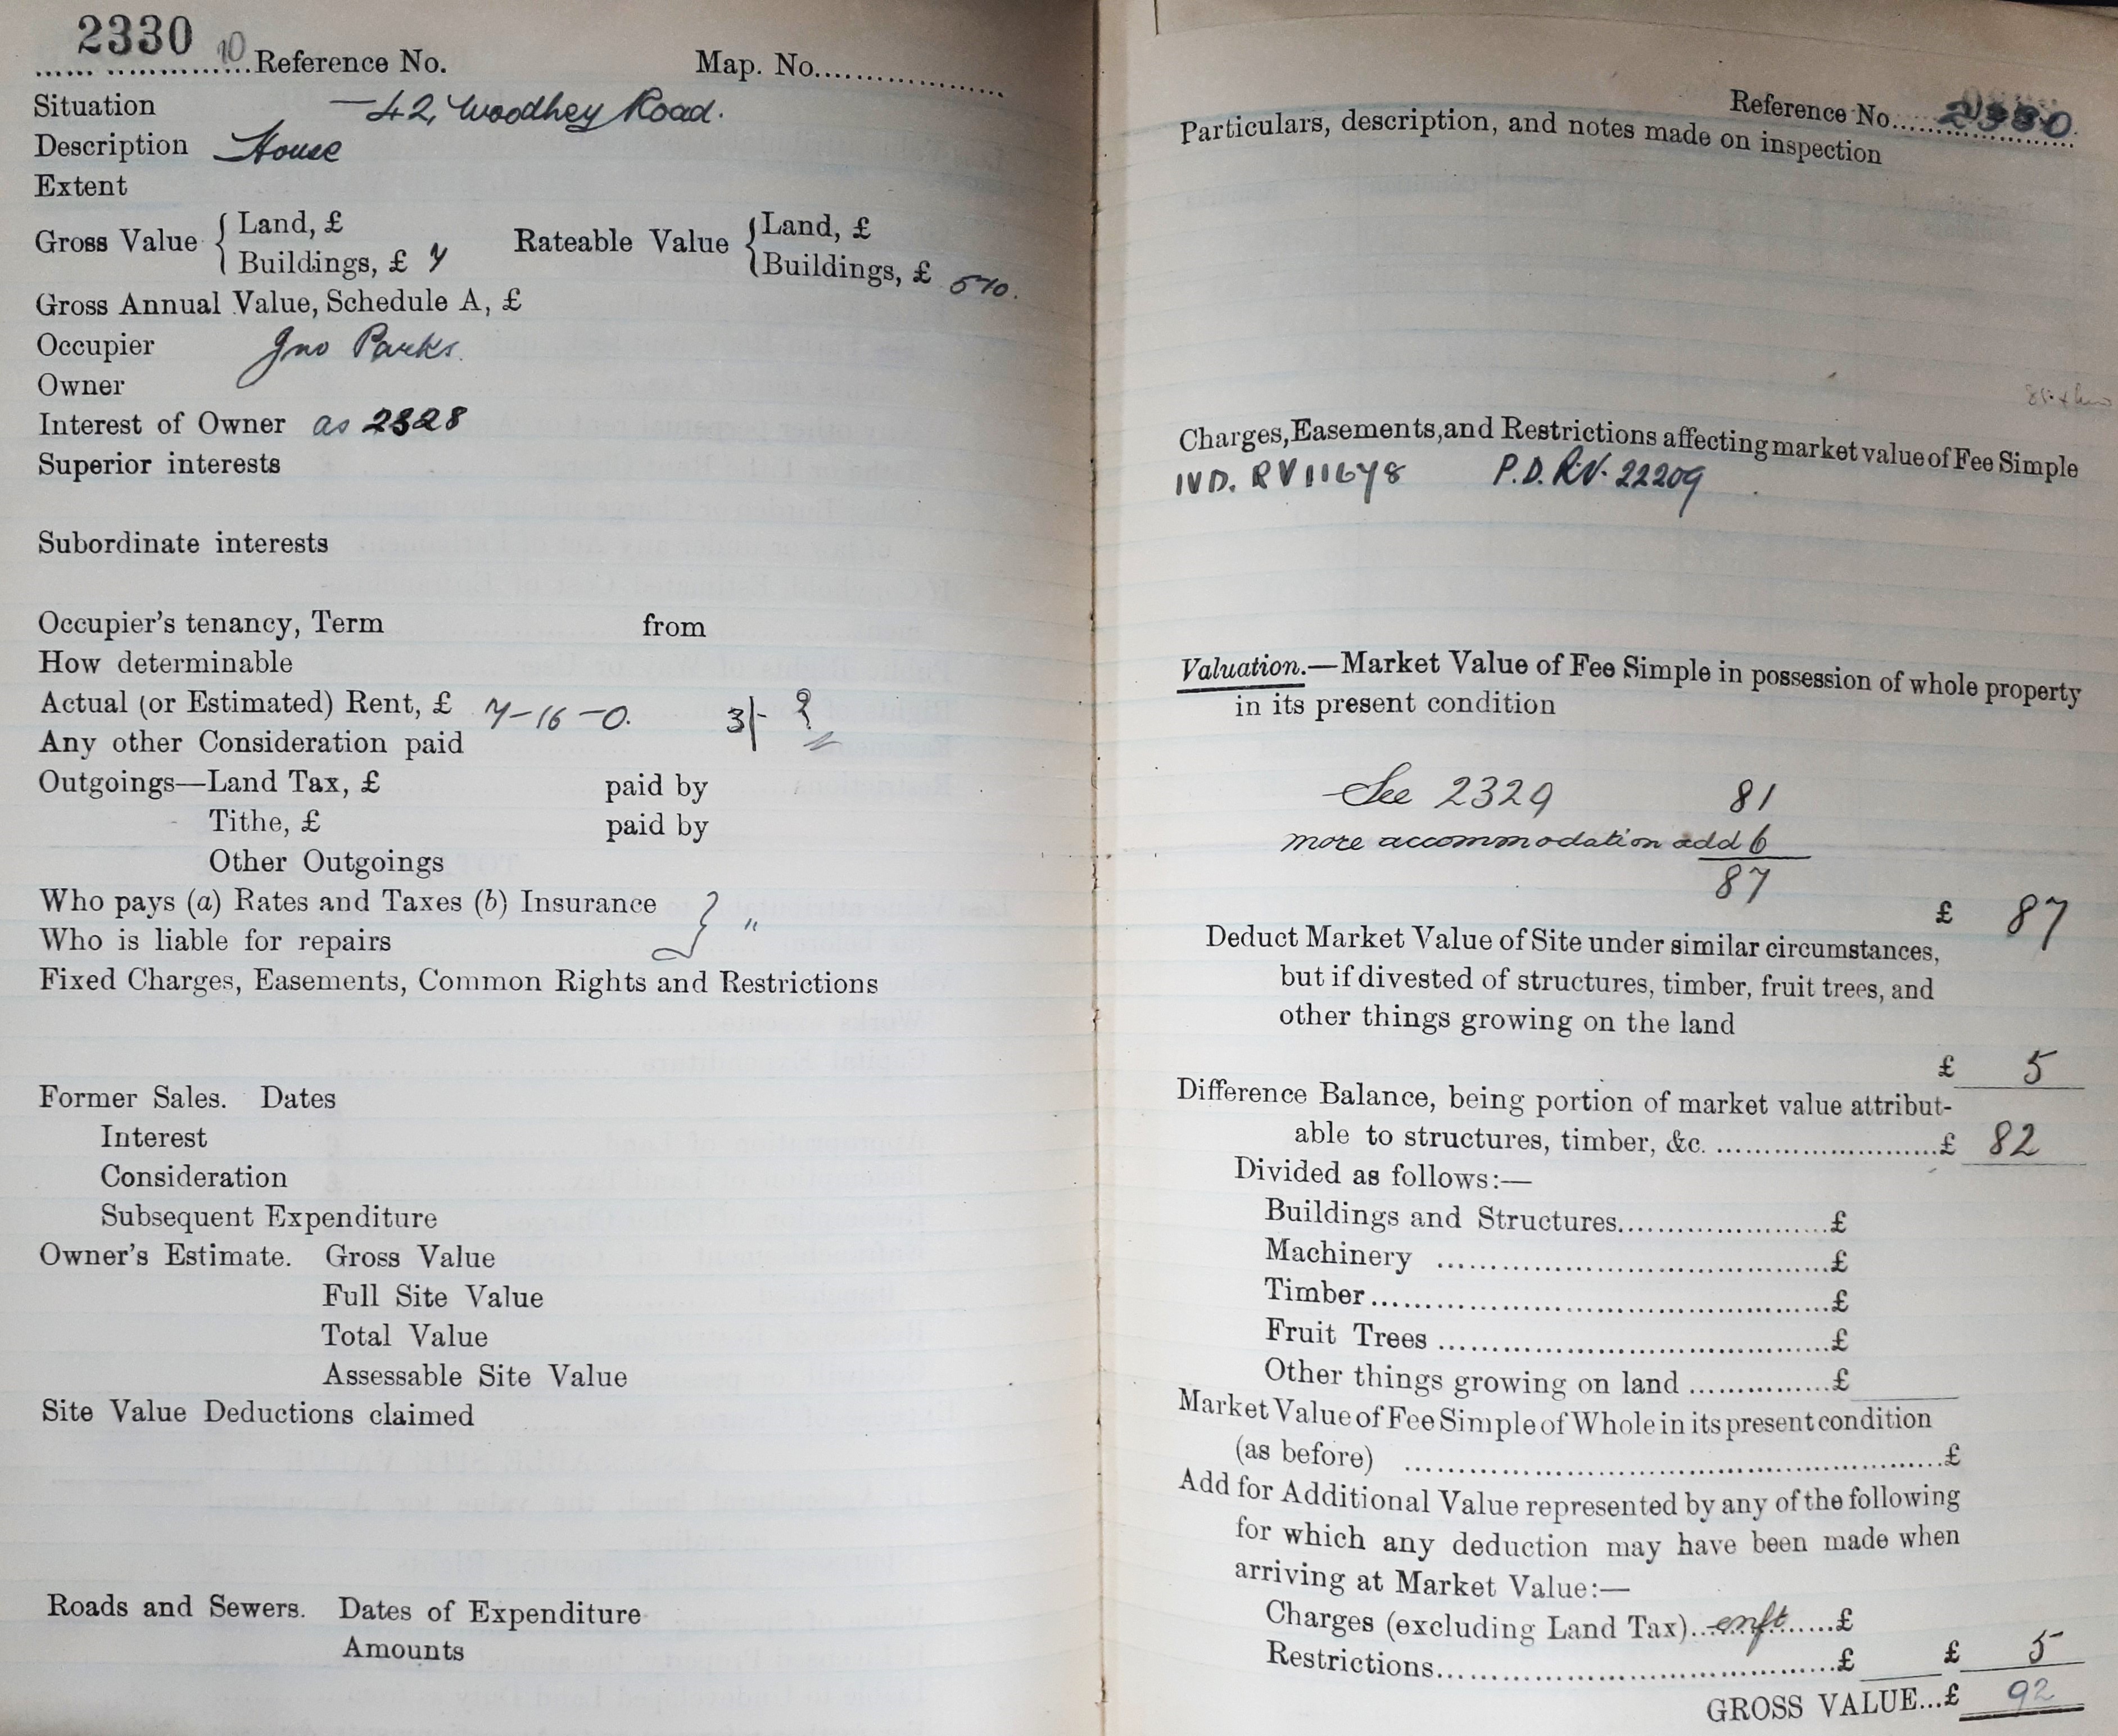 2330 10 Reference No. Map. No.
Situation 42, Woodhey Road.
Description House
Extent
Gross Value { Land, £ Rateable Value { Land, £
Buildings, £ 7 Buildings, £ 5 10.
Gross Annual Value, Schedule A, £
Occupier Jno Parks.
Owner
Interest of Owner as 2328
Superior interests
Subordinate interests
Occupier's tenancy, Term from
How determinable
Actual (or Estimated) Rent, £ 7-16-0. 3/- ?
Any other Consideration paid
Outgoings—Land Tax, £ paid by
Tithe, £ paid by
Other Outgoings
Who pays (a) Rates and Taxes (b) Insurance } "
Who is liable for repairs
Fixed Charges, Easements, Common Rights and Restrictions
Former Sales. Dates
Interest
Consideration
Subsequent Expenditure
Owner's Estimate. Gross Value
Full Site Value
Total Value
Assessable Site Value
Site Value Deductions claimed
Roads and Sewers. Dates of Expenditure
Amounts
Reference No. 2330.
Particulars, description, and notes made on inspection
Charges, Easements, and Restrictions affecting market value of Fee Simple
IVD. RV11678 P.D. R.V. 22209
Valuation.—Market Value of Fee Simple in possession of whole property
in its present condition
See 2329 81
more accommodation add 6
87
£ 87
Deduct Market Value of Site under similar circumstances,
but if divested of structures, timber, fruit trees, and
other things growing on the land
£ 5
Difference Balance, being portion of market value attribut-
able to structures, timber, &c. £ 82
Divided as follows:—
Buildings and Structures £
Machinery £
Timber £
Fruit Trees £
Other things growing on land £
Market Value of Fee Simple of Whole in its present condition
(as before) £
Add for Additional Value represented by any of the following
for which any deduction may have been made when
arriving at Market Value:—
Charges (excluding Land Tax) enft £
Restrictions £ £ 5
GROSS VALUE...£ 92